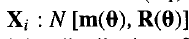 𝐗ᵢ : N [𝐦(𝛉), 𝐑(𝛉)]